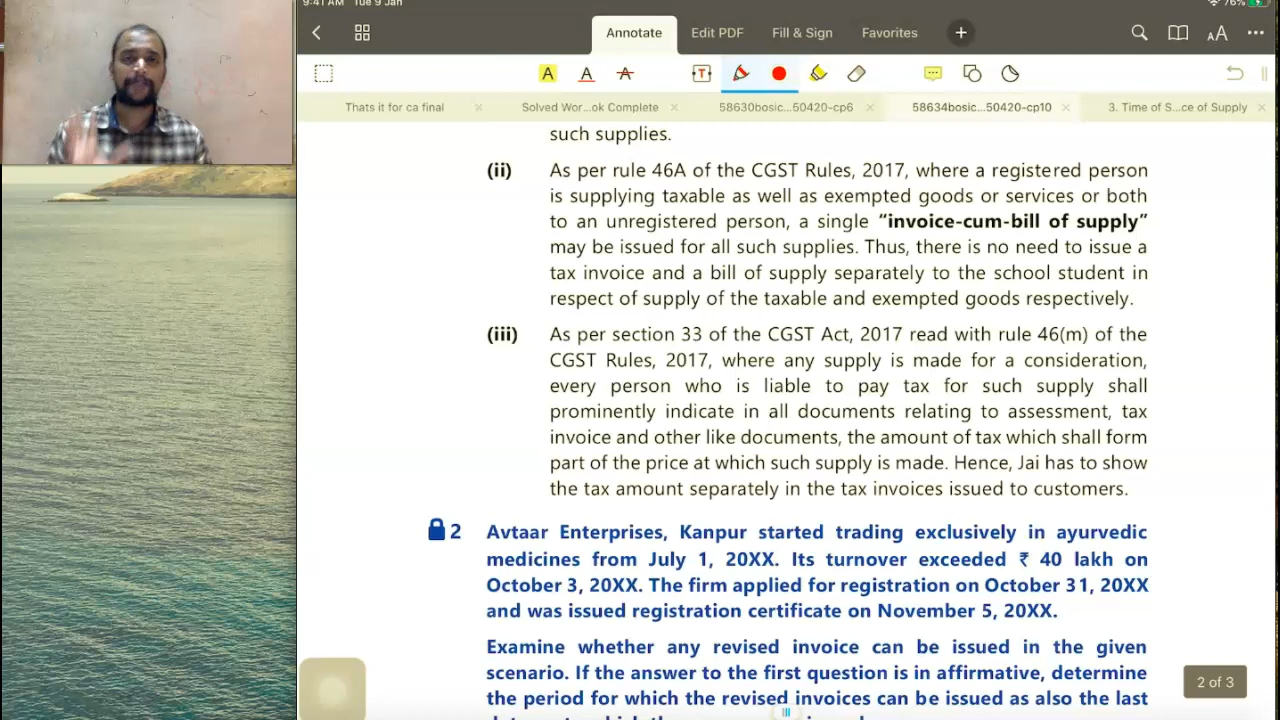 9:41 AM Tue 9 Jan
76%
Annotate Edit PDF Fill & Sign Favorites +
A A A T AA
Thats it for ca final × Solved Wor...ok Complete × 58630bosic...50420-cp6 × 58634bosic...50420-cp10 × 3. Time of S...ce of Supply ×
such supplies.
(ii) As per rule 46A of the CGST Rules, 2017, where a registered person
is supplying taxable as well as exempted goods or services or both
to an unregistered person, a single “invoice-cum-bill of supply”
may be issued for all such supplies. Thus, there is no need to issue a
tax invoice and a bill of supply separately to the school student in
respect of supply of the taxable and exempted goods respectively.
(iii) As per section 33 of the CGST Act, 2017 read with rule 46(m) of the
CGST Rules, 2017, where any supply is made for a consideration,
every person who is liable to pay tax for such supply shall
prominently indicate in all documents relating to assessment, tax
invoice and other like documents, the amount of tax which shall form
part of the price at which such supply is made. Hence, Jai has to show
the tax amount separately in the tax invoices issued to customers.
2 Avtaar Enterprises, Kanpur started trading exclusively in ayurvedic
medicines from July 1, 20XX. Its turnover exceeded ₹ 40 lakh on
October 3, 20XX. The firm applied for registration on October 31, 20XX
and was issued registration certificate on November 5, 20XX.
Examine whether any revised invoice can be issued in the given
scenario. If the answer to the first question is in affirmative, determine
the period for which the revised invoices can be issued as also the last
2 of 3